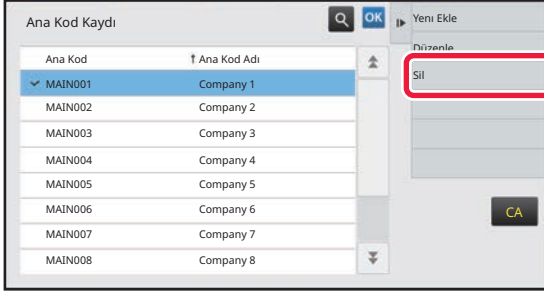 Ana Kod Kaydı OK
Yeni Ekle
Düzenle
Sil
Ana Kod ↑ Ana Kod Adı
MAIN001 Company 1
MAIN002 Company 2
MAIN003 Company 3
MAIN004 Company 4
MAIN005 Company 5
MAIN006 Company 6
MAIN007 Company 7
MAIN008 Company 8
CA